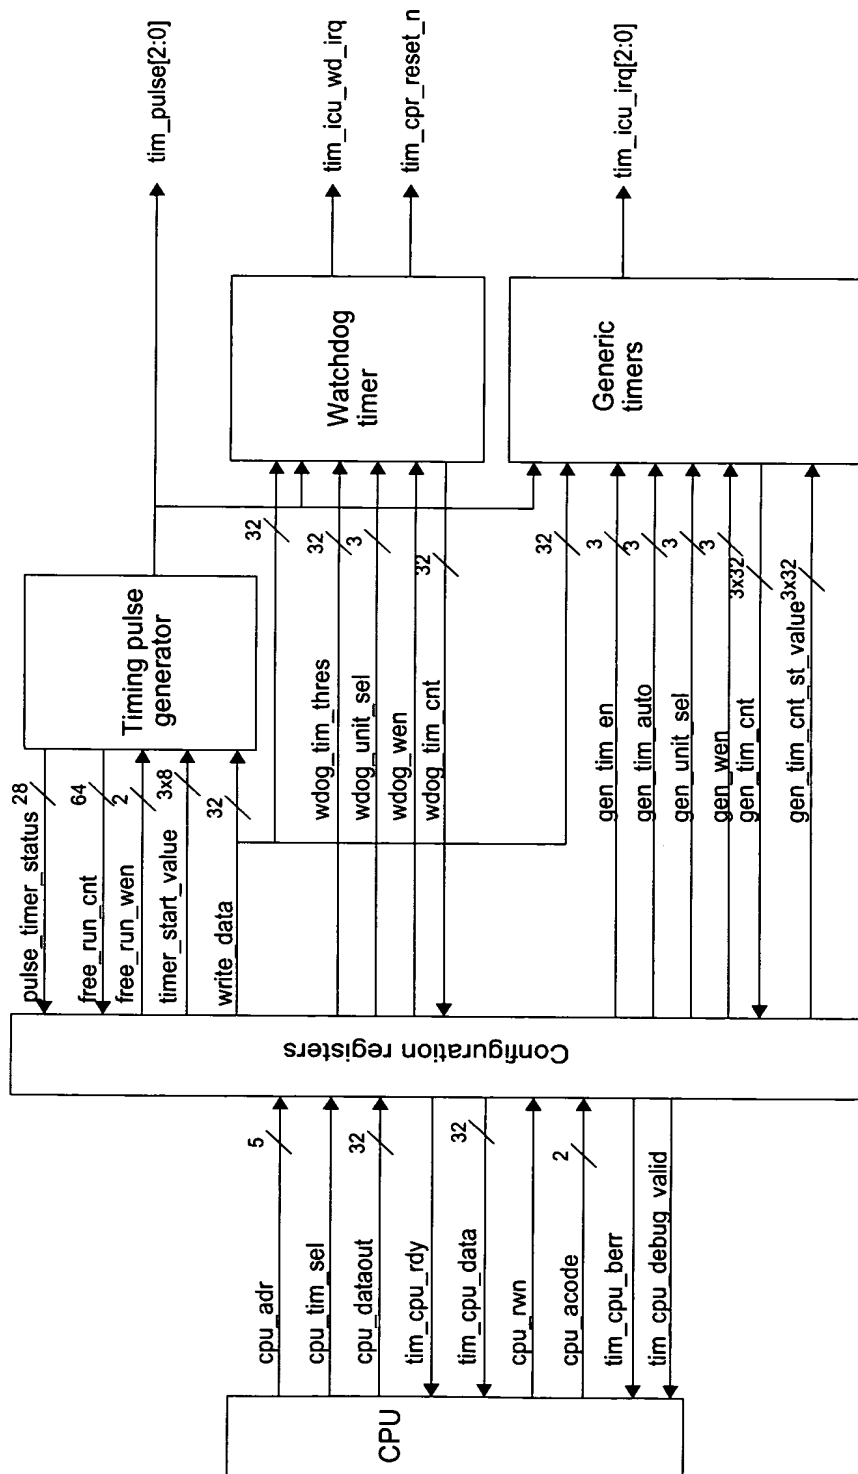 CPU
cpu_adr
5
cpu_tim_sel
cpu_dataout
32
tim_cpu_rdy
tim_cpu_data
32
cpu_rwn
cpu_acode
2
tim_cpu_berr
tim_cpu_debug_valid
Configuration registers
pulse_timer_status
28
free_run_cnt
64
free_run_wen
2
timer_start_value
3x8
write_data
32
Timing pulse
generator
tim_pulse[2:0]
32
wdog_tim_thres
32
wdog_unit_sel
3
wdog_wen
wdog_tim_cnt
32
Watchdog
timer
tim_icu_wd_irq
tim_cpr_reset_n
32
gen_tim_en
3
gen_tim_auto
3
gen_unit_sel
3
gen_wen
3
gen_tim_cnt
3x32
gen_tim_cnt_st_value
3x32
Generic
timers
tim_icu_irq[2:0]